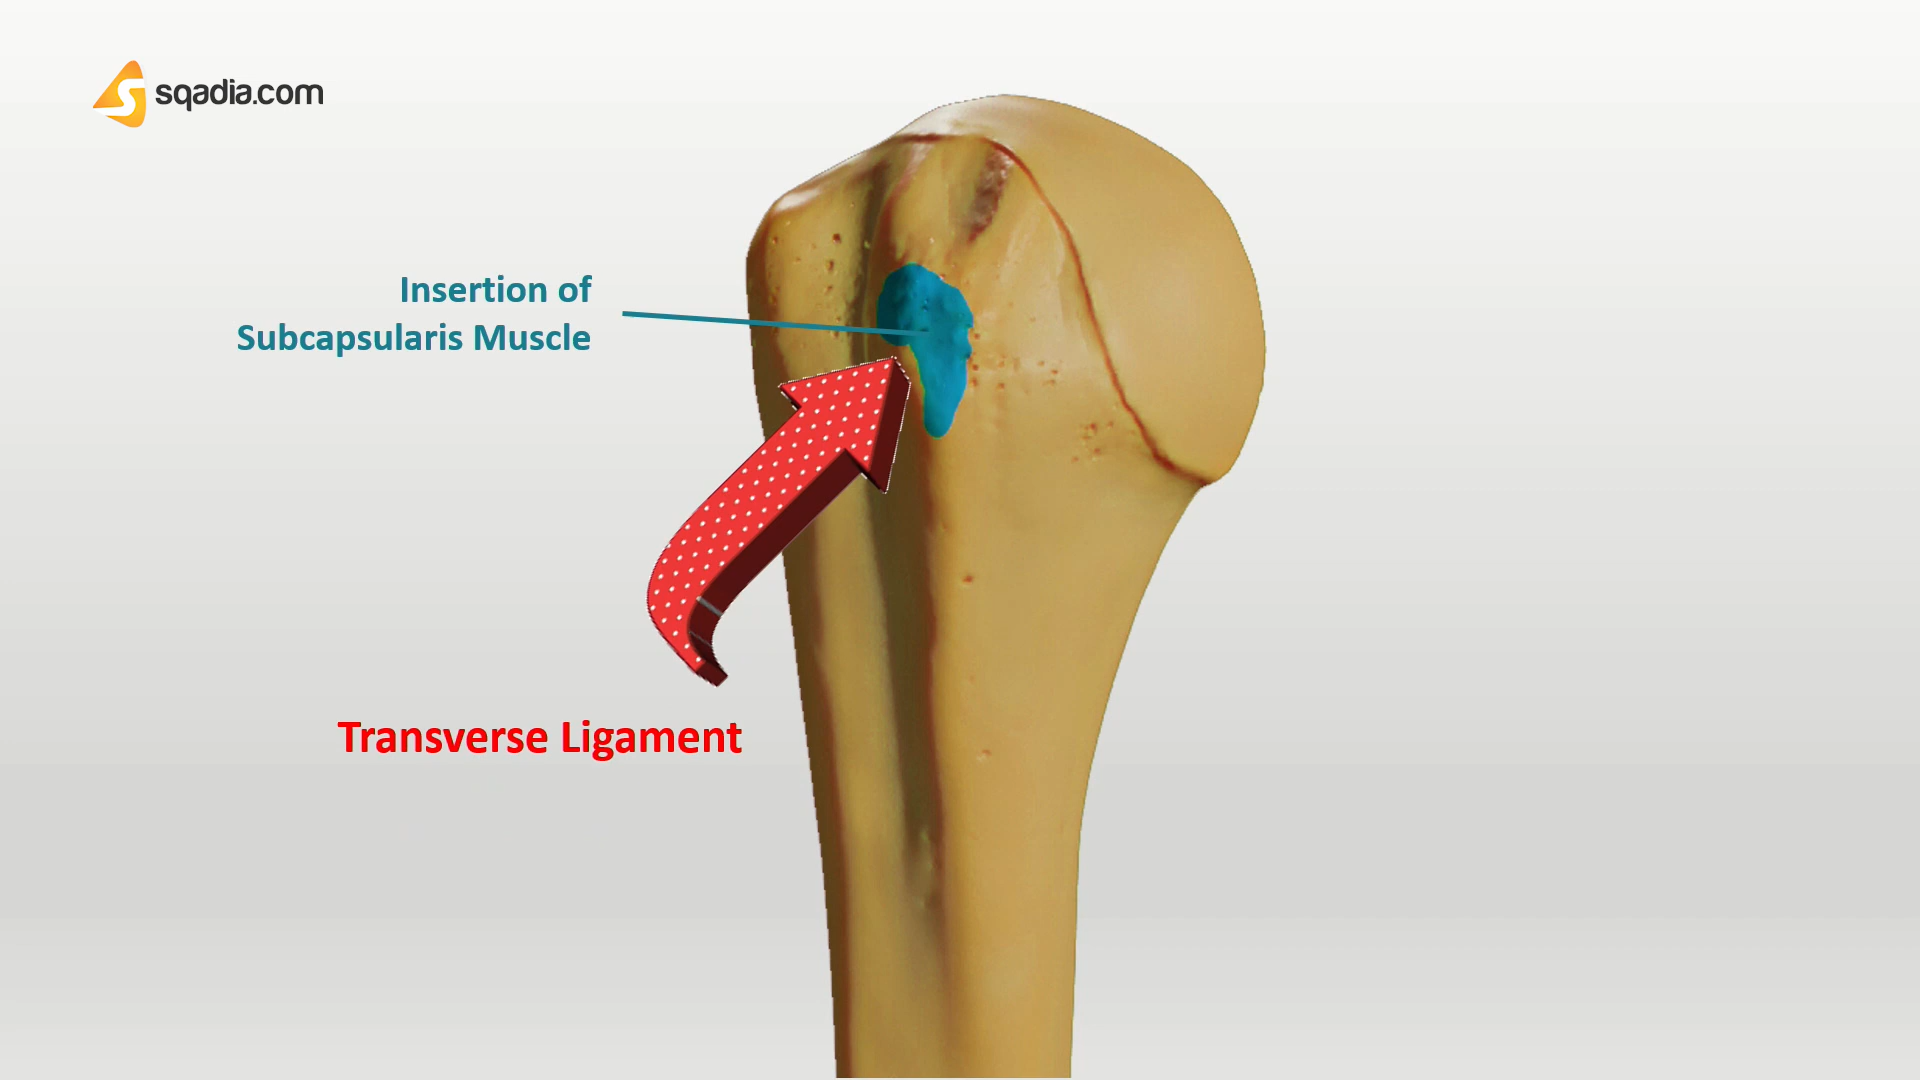 sqadia.com
Insertion of
Subcapsularis Muscle
Transverse Ligament